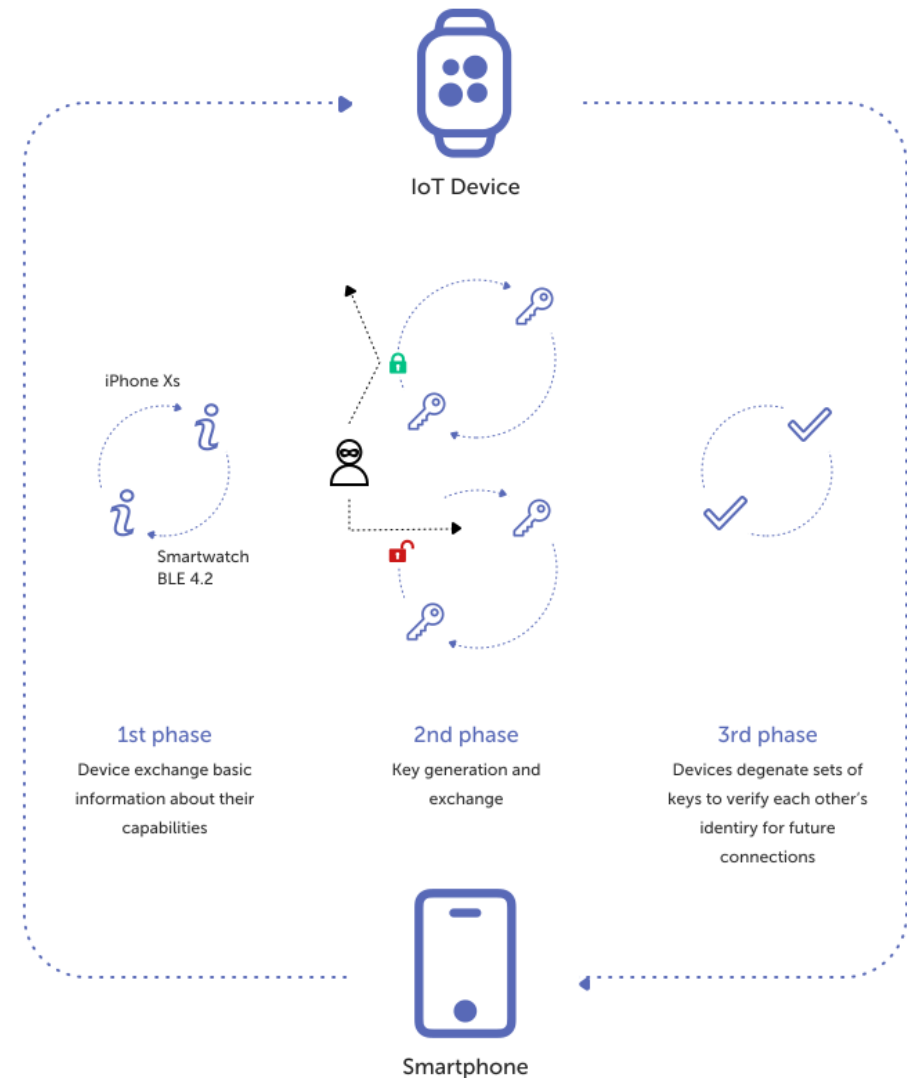 IoT Device
iPhone Xs
Smartwatch
BLE 4.2
1st phase
Device exchange basic
information about their
capabilities
2nd phase
Key generation and
exchange
3rd phase
Devices degenate sets of
keys to verify each other’s
identiry for future
connections
Smartphone